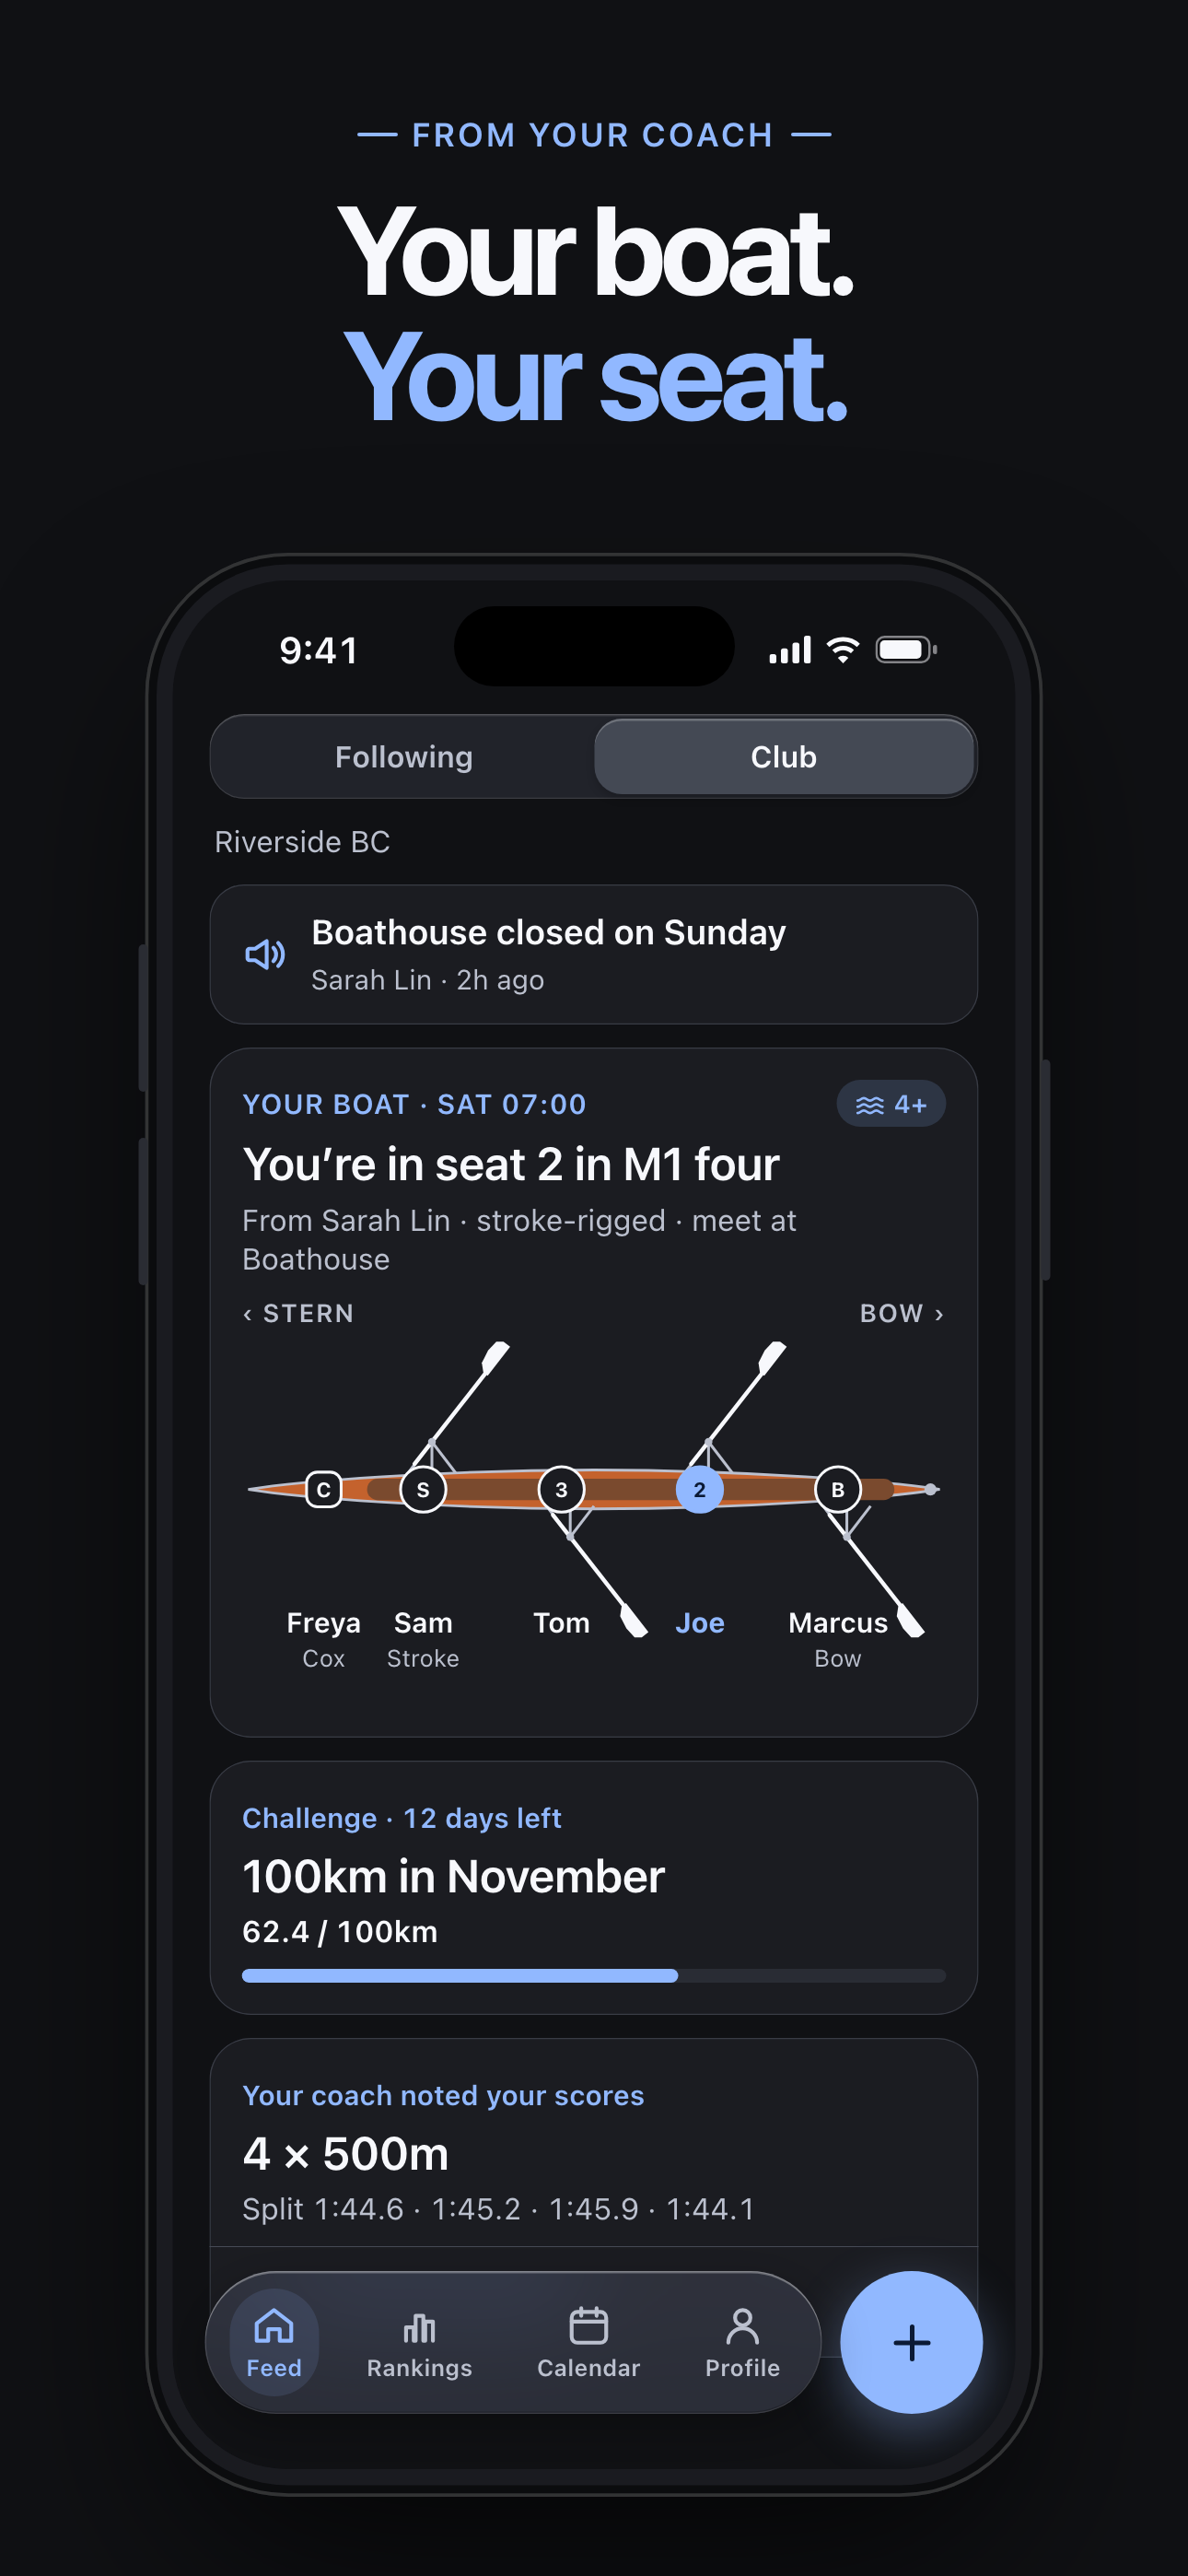 FROM YOUR COACH
Your boat.
Your seat.
9:41
Following
Club
Riverside BC
Boathouse closed on Sunday
Sarah Lin · 2h ago
YOUR BOAT · SAT 07:00
4+
You’re in seat 2 in M1 four
From Sarah Lin · stroke-rigged · meet at
Boathouse
‹ STERN
BOW ›
C S 3 2 B
Freya Sam Tom Joe Marcus
Cox Stroke Bow
Challenge · 12 days left
100km in November
62.4 / 100km
Your coach noted your scores
4 × 500m
Split 1:44.6 · 1:45.2 · 1:45.9 · 1:44.1
Feed Rankings Calendar Profile